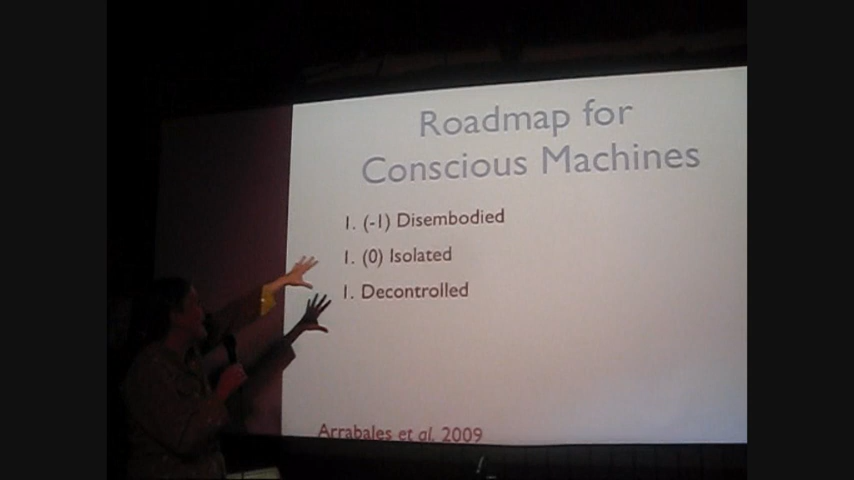 Roadmap for
Conscious Machines
1. (-1) Disembodied
1. (0) Isolated
1. Decontrolled
Arrabales et al. 2009